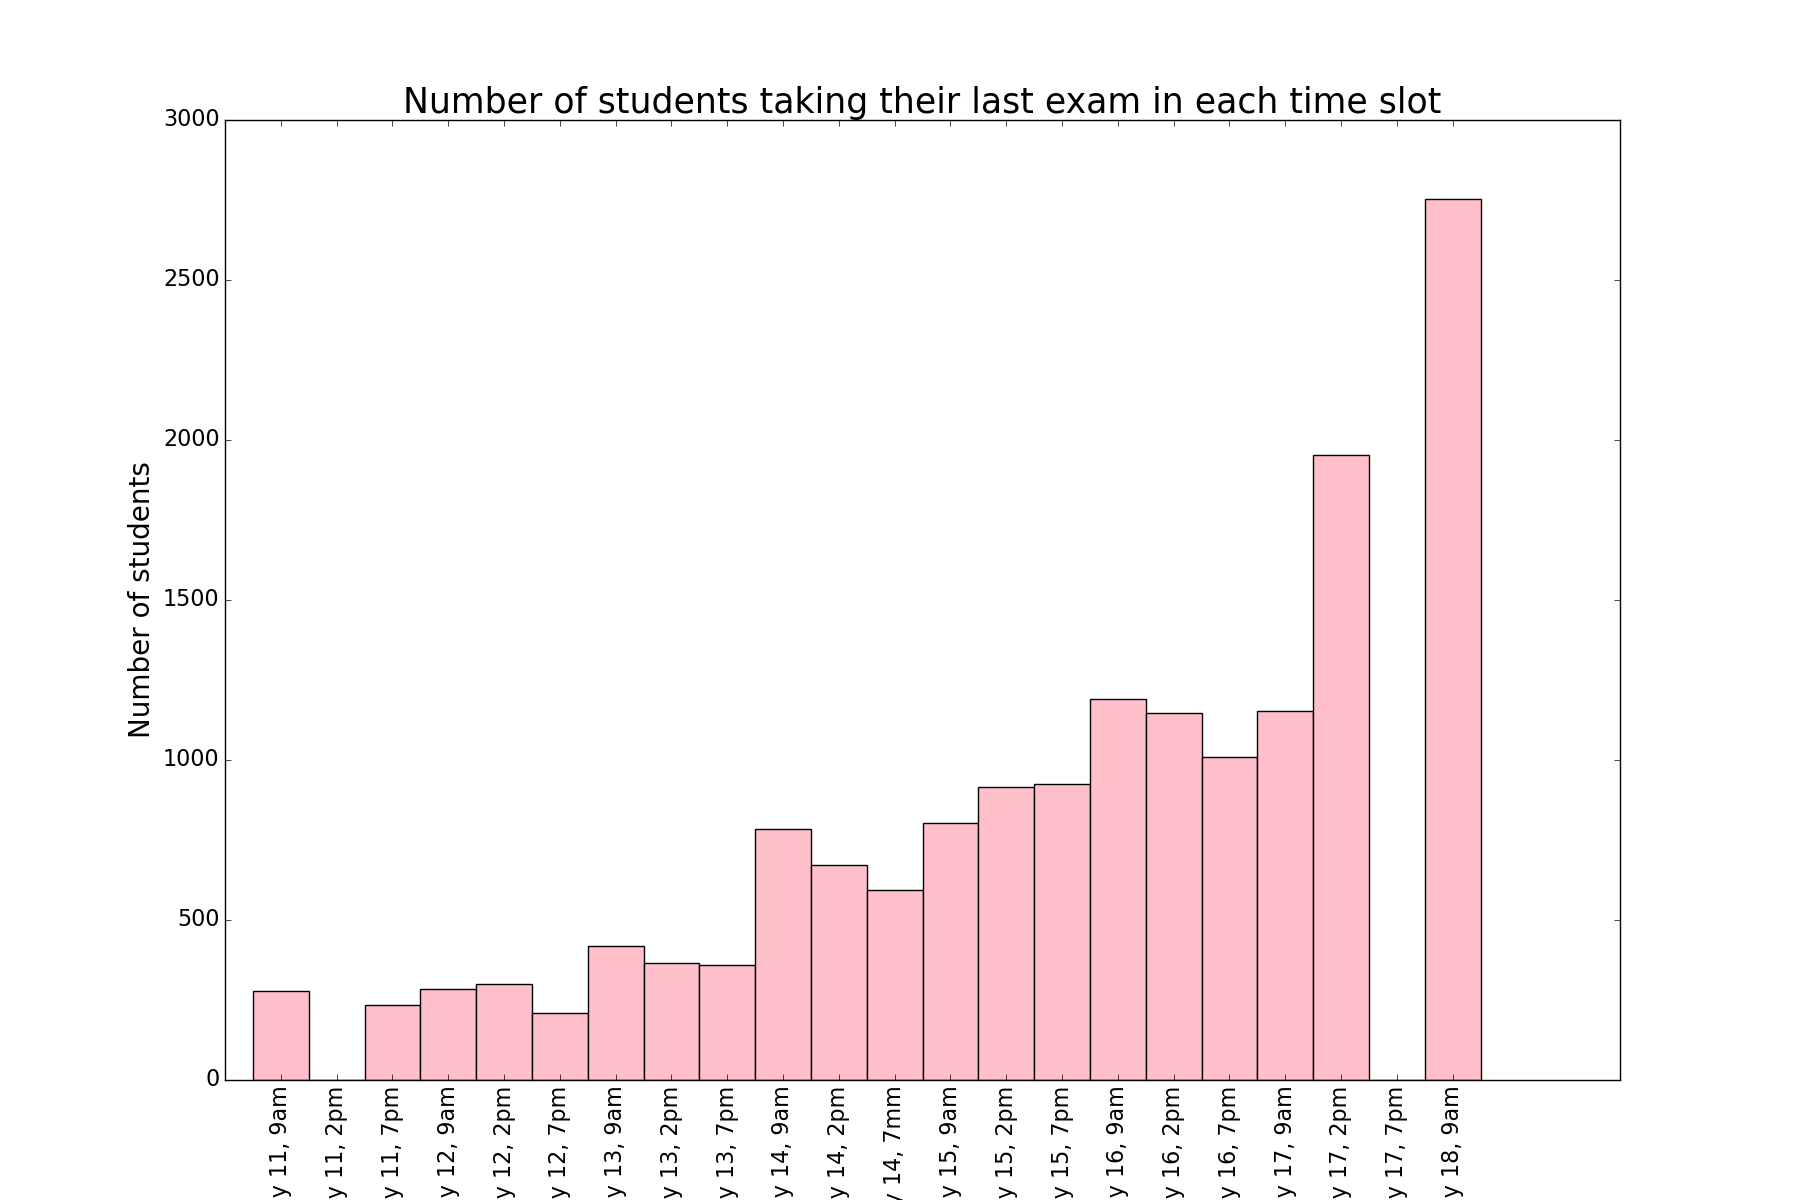 Number of students taking their last exam in each time slot
Number of students
3000
2500
2000
1500
1000
500
0
y 11, 9am
y 11, 2pm
y 11, 7pm
y 12, 9am
y 12, 2pm
y 12, 7pm
y 13, 9am
y 13, 2pm
y 13, 7pm
y 14, 9am
y 14, 2pm
y 14, 7mm
y 15, 9am
y 15, 2pm
y 15, 7pm
y 16, 9am
y 16, 2pm
y 16, 7pm
y 17, 9am
y 17, 2pm
y 17, 7pm
y 18, 9am